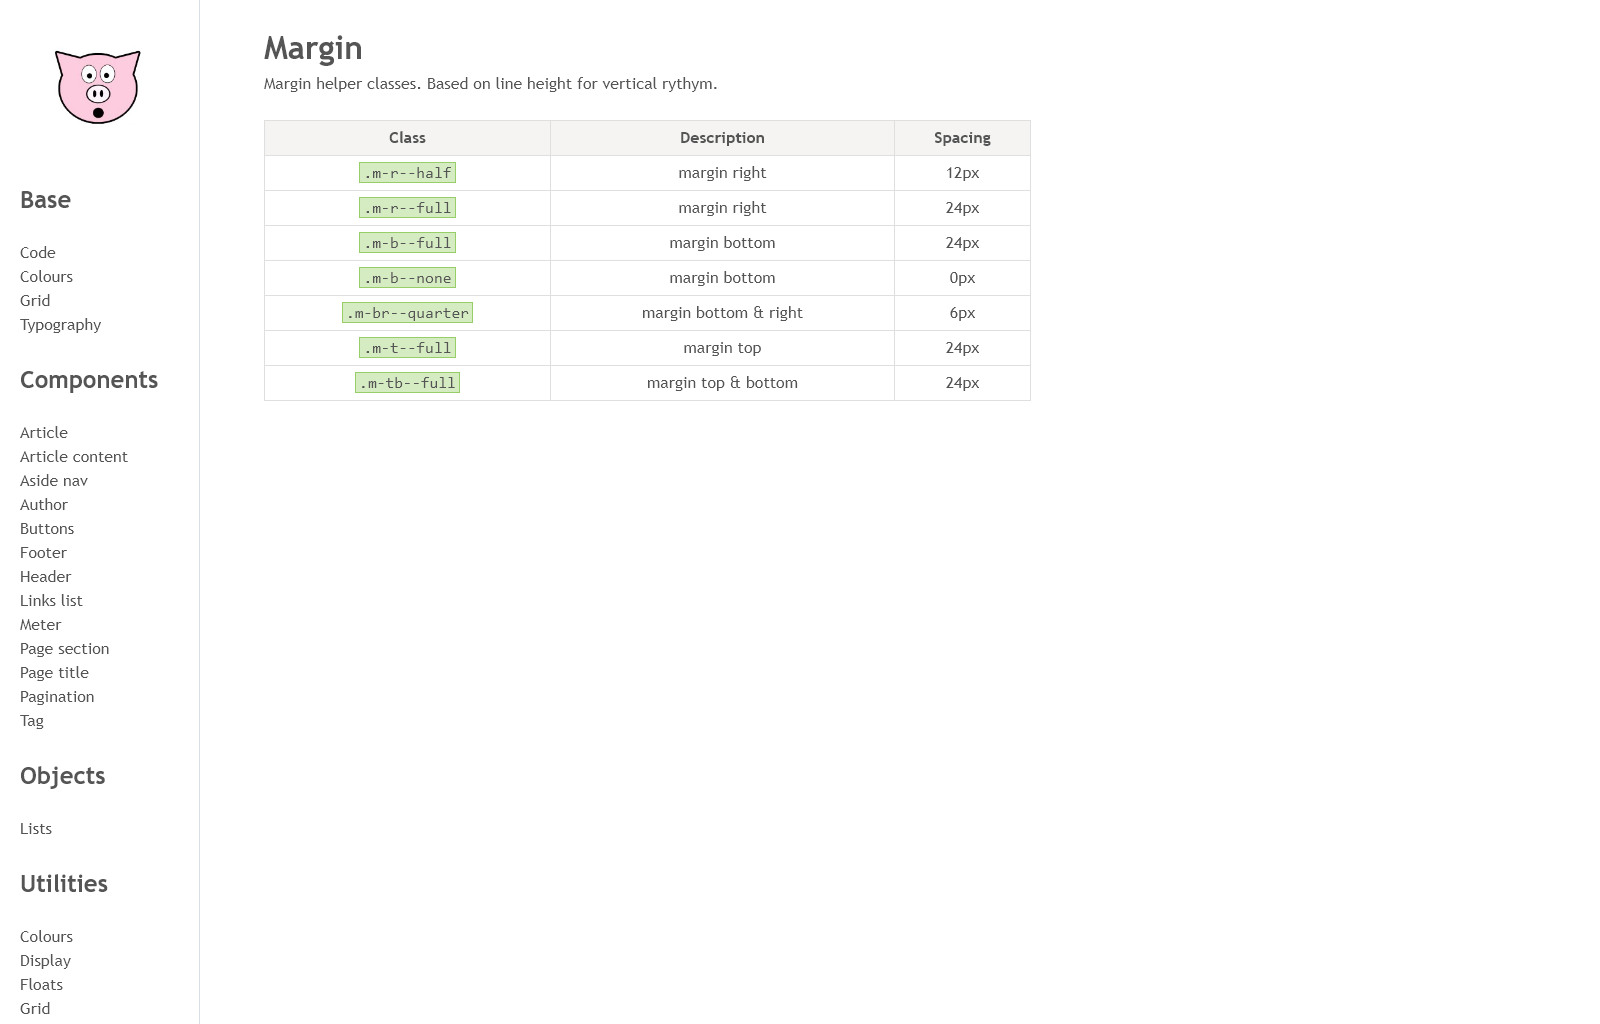 Base
Code
Colours
Grid
Typography
Components
Article
Article content
Aside nav
Author
Buttons
Footer
Header
Links list
Meter
Page section
Page title
Pagination
Tag
Objects
Lists
Utilities
Colours
Display
Floats
Grid
Margin
Margin helper classes. Based on line height for vertical rythym.
Class Description Spacing
.m-r--half margin right 12px
.m-r--full margin right 24px
.m-b--full margin bottom 24px
.m-b--none margin bottom 0px
.m-br--quarter margin bottom & right 6px
.m-t--full margin top 24px
.m-tb--full margin top & bottom 24px